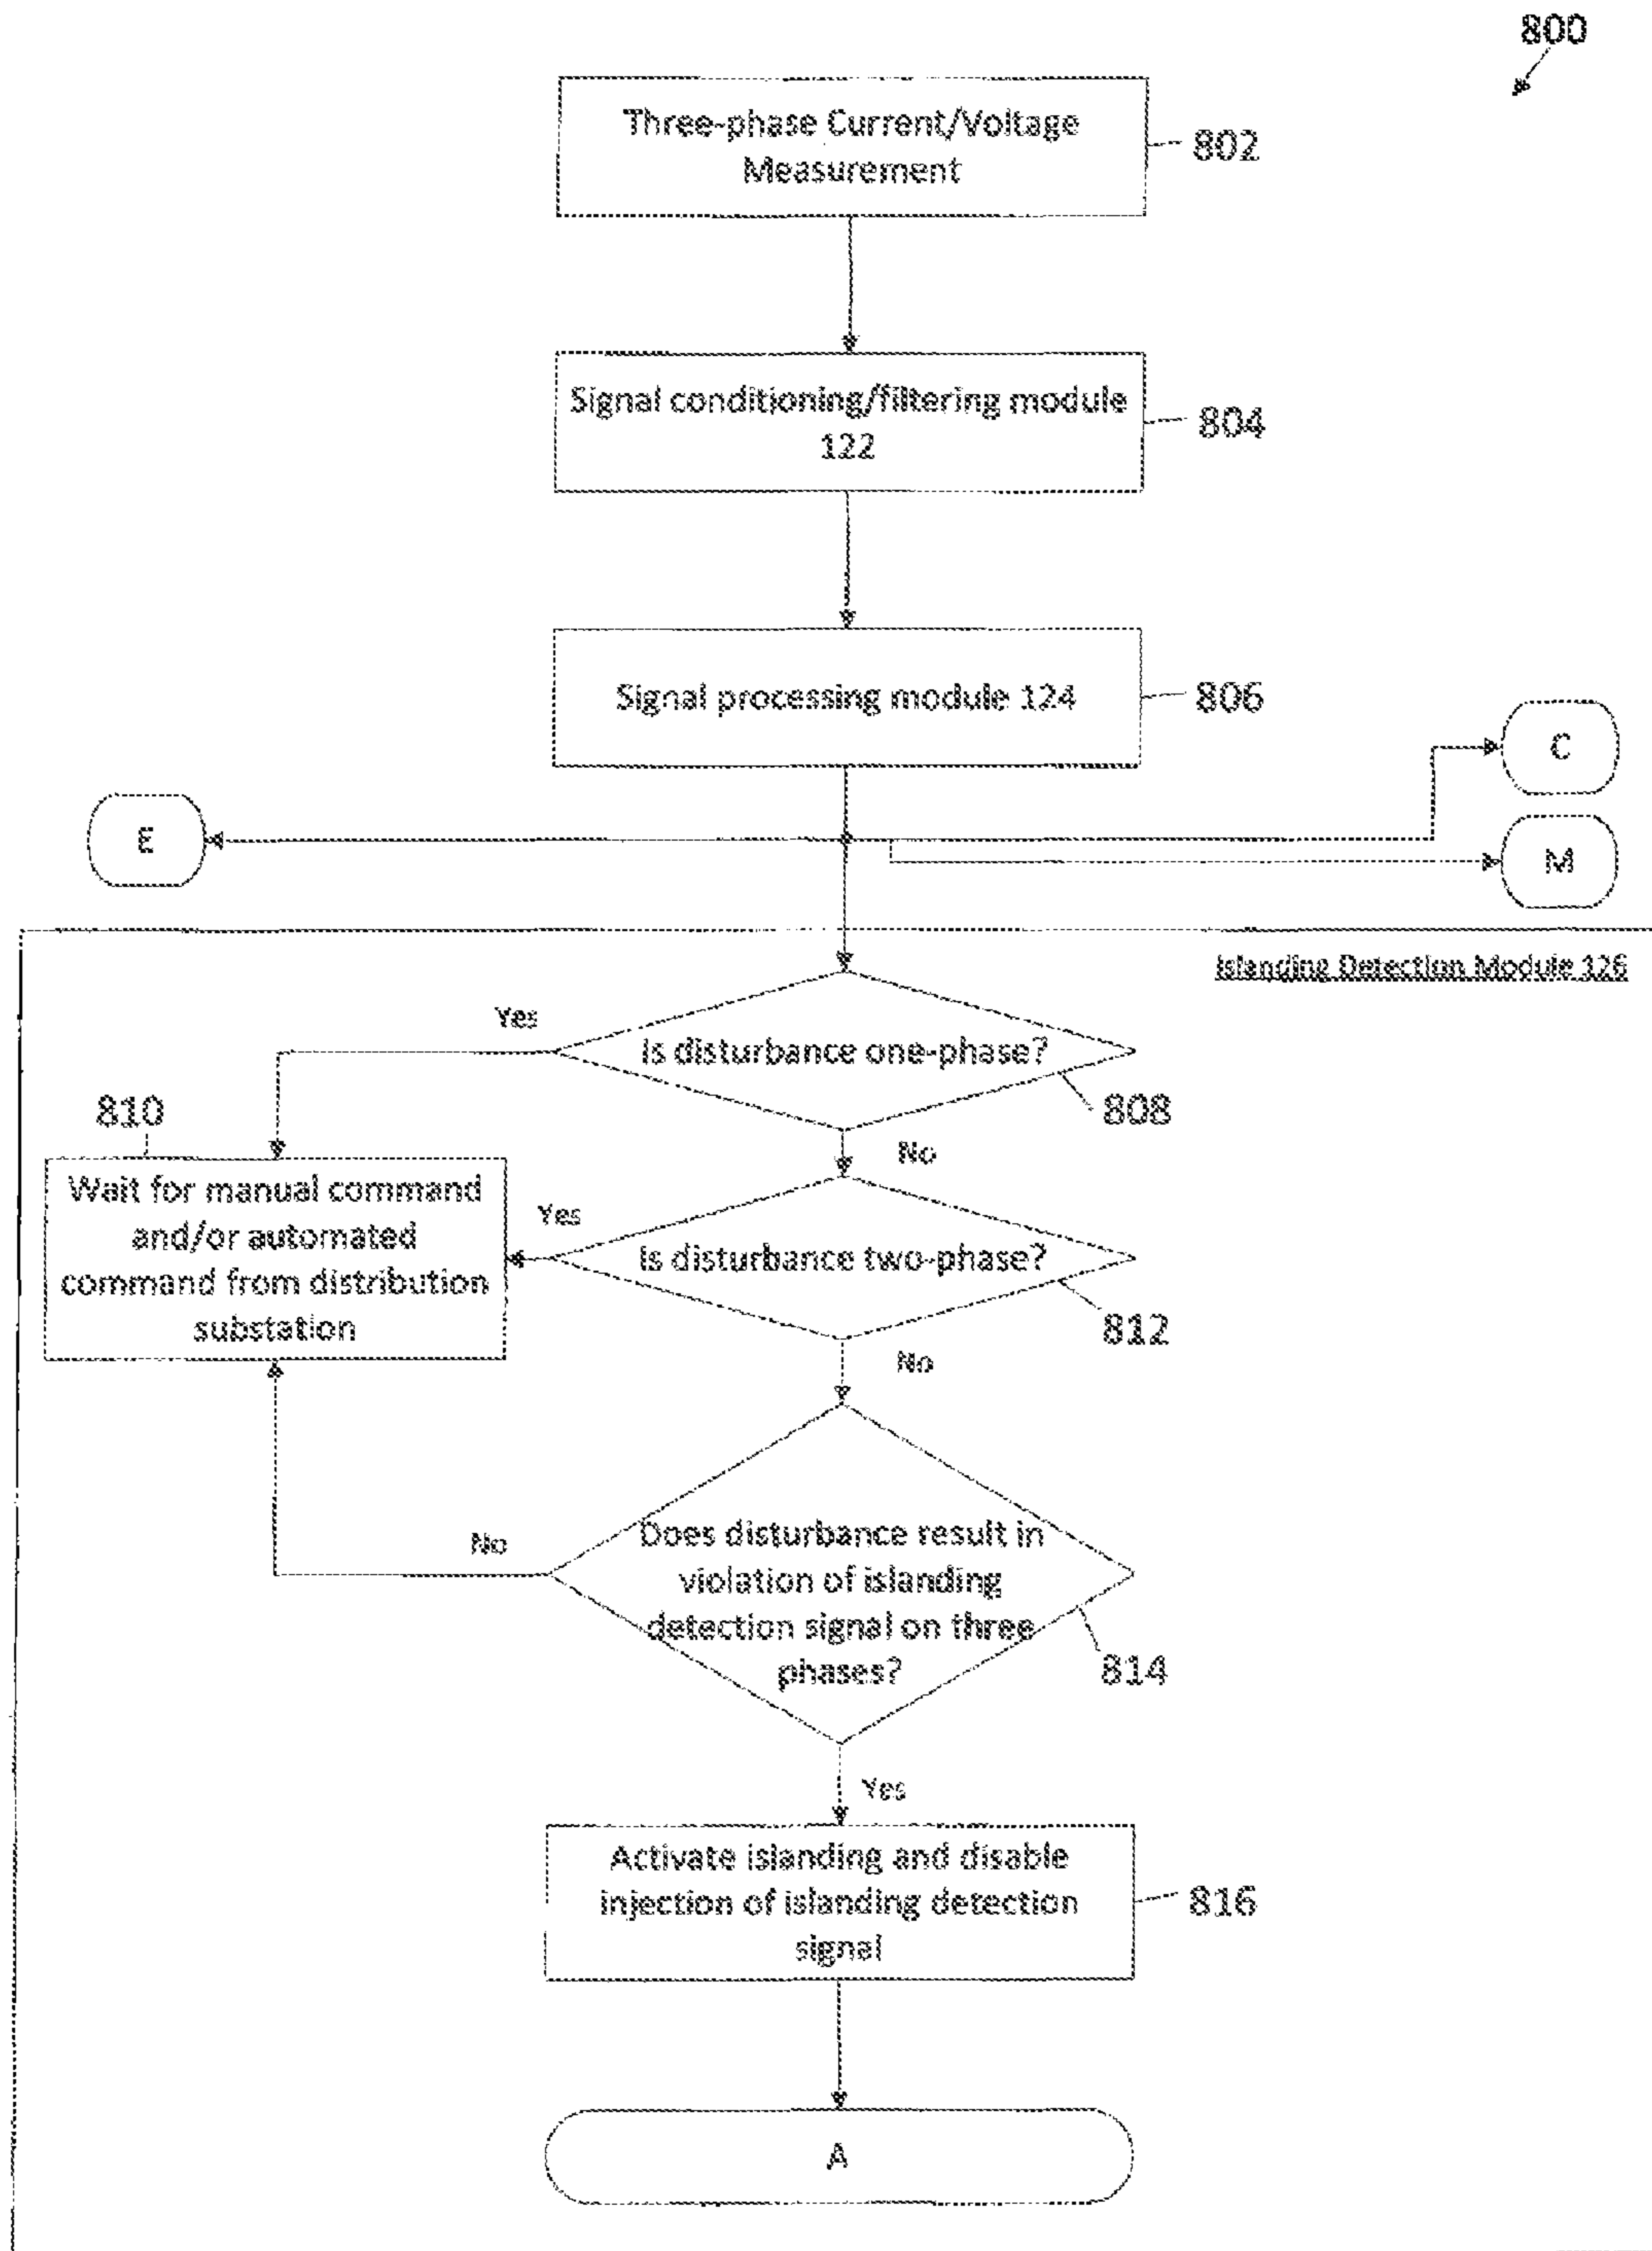 800
Three-phase Current/Voltage
Measurement
802
Signal conditioning/filtering module
122
804
Signal processing module 124
806
C
E
M
Islanding Detection Module 126
Yes
Is disturbance one-phase?
808
810
No
Wait for manual command
and/or automated
command from distribution
substation
Yes
Is disturbance two-phase?
812
No
Does disturbance result in
violation of islanding
detection signal on three
phases?
No
814
Yes
Activate islanding and disable
injection of islanding detection
signal
816
A